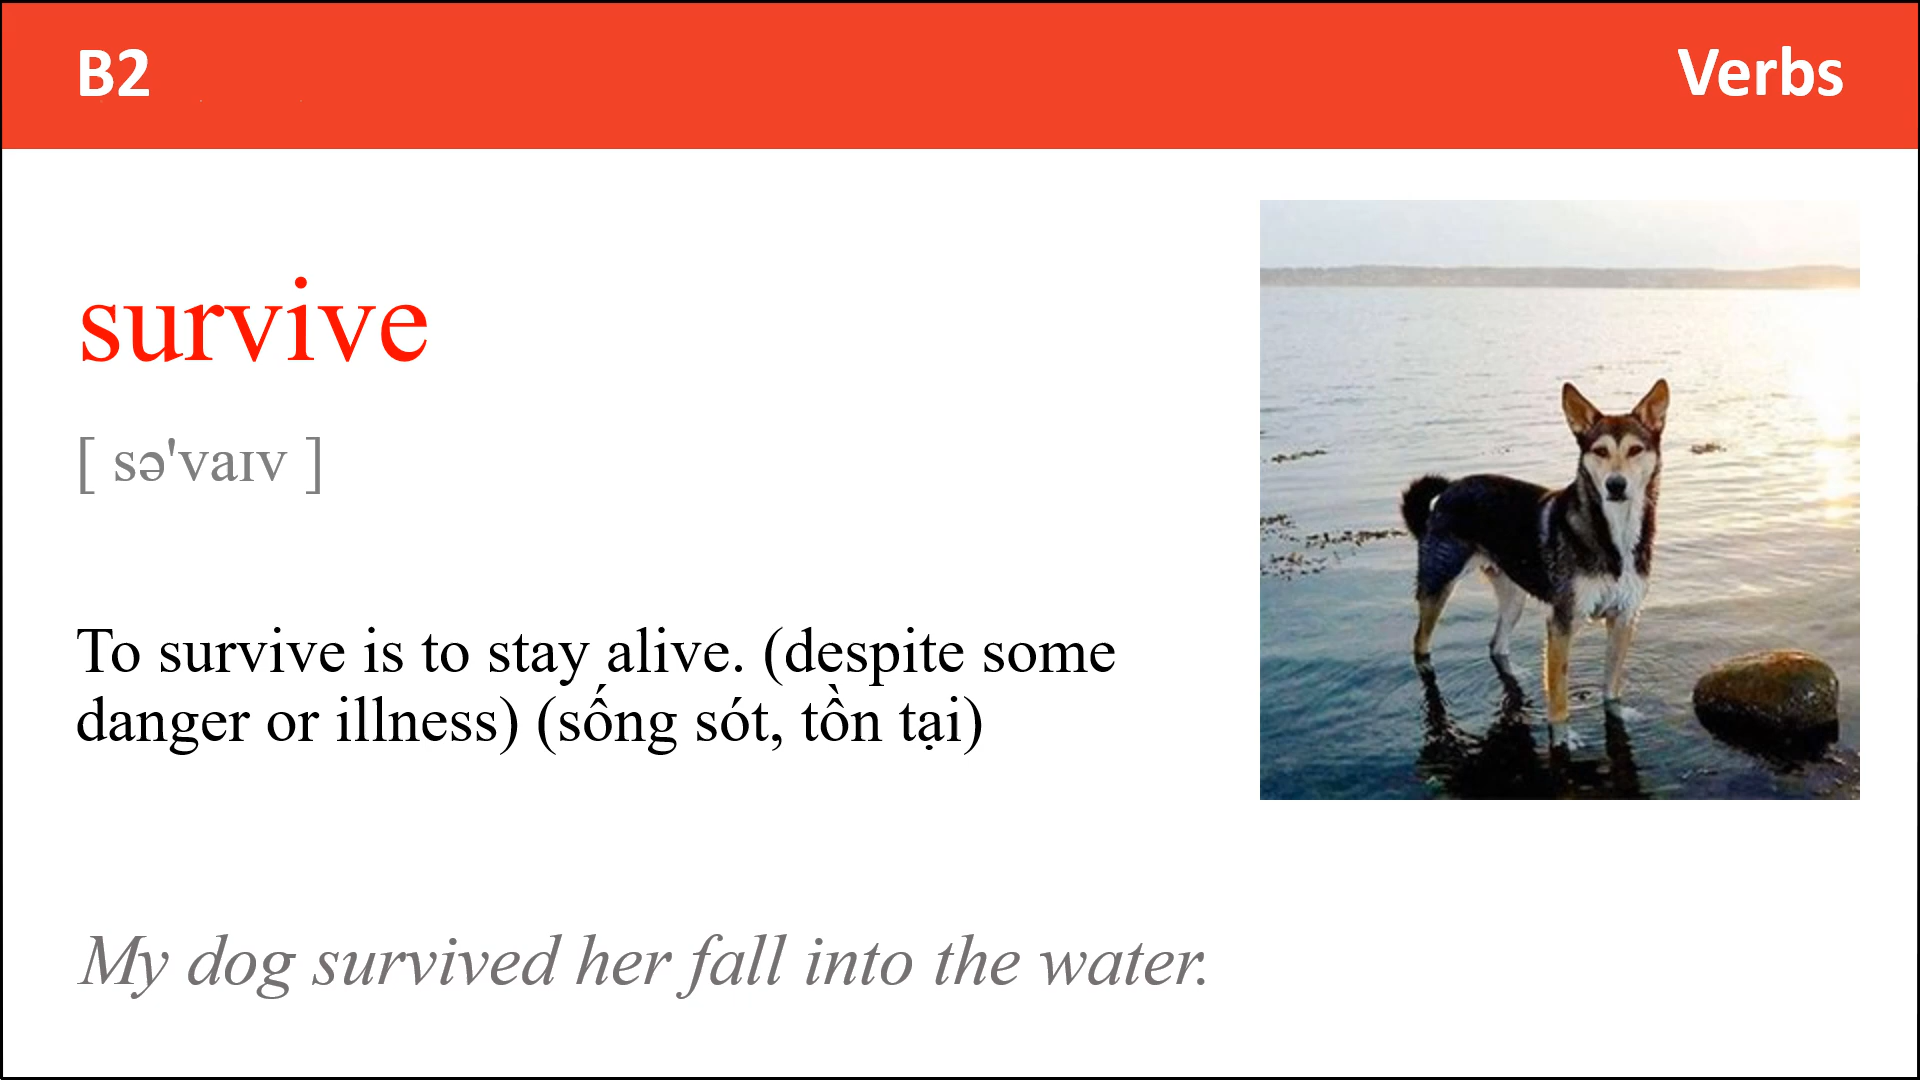 B2
Verbs
survive
[ sə'vaɪv ]
To survive is to stay alive. (despite some
danger or illness) (sống sót, tồn tại)
My dog survived her fall into the water.